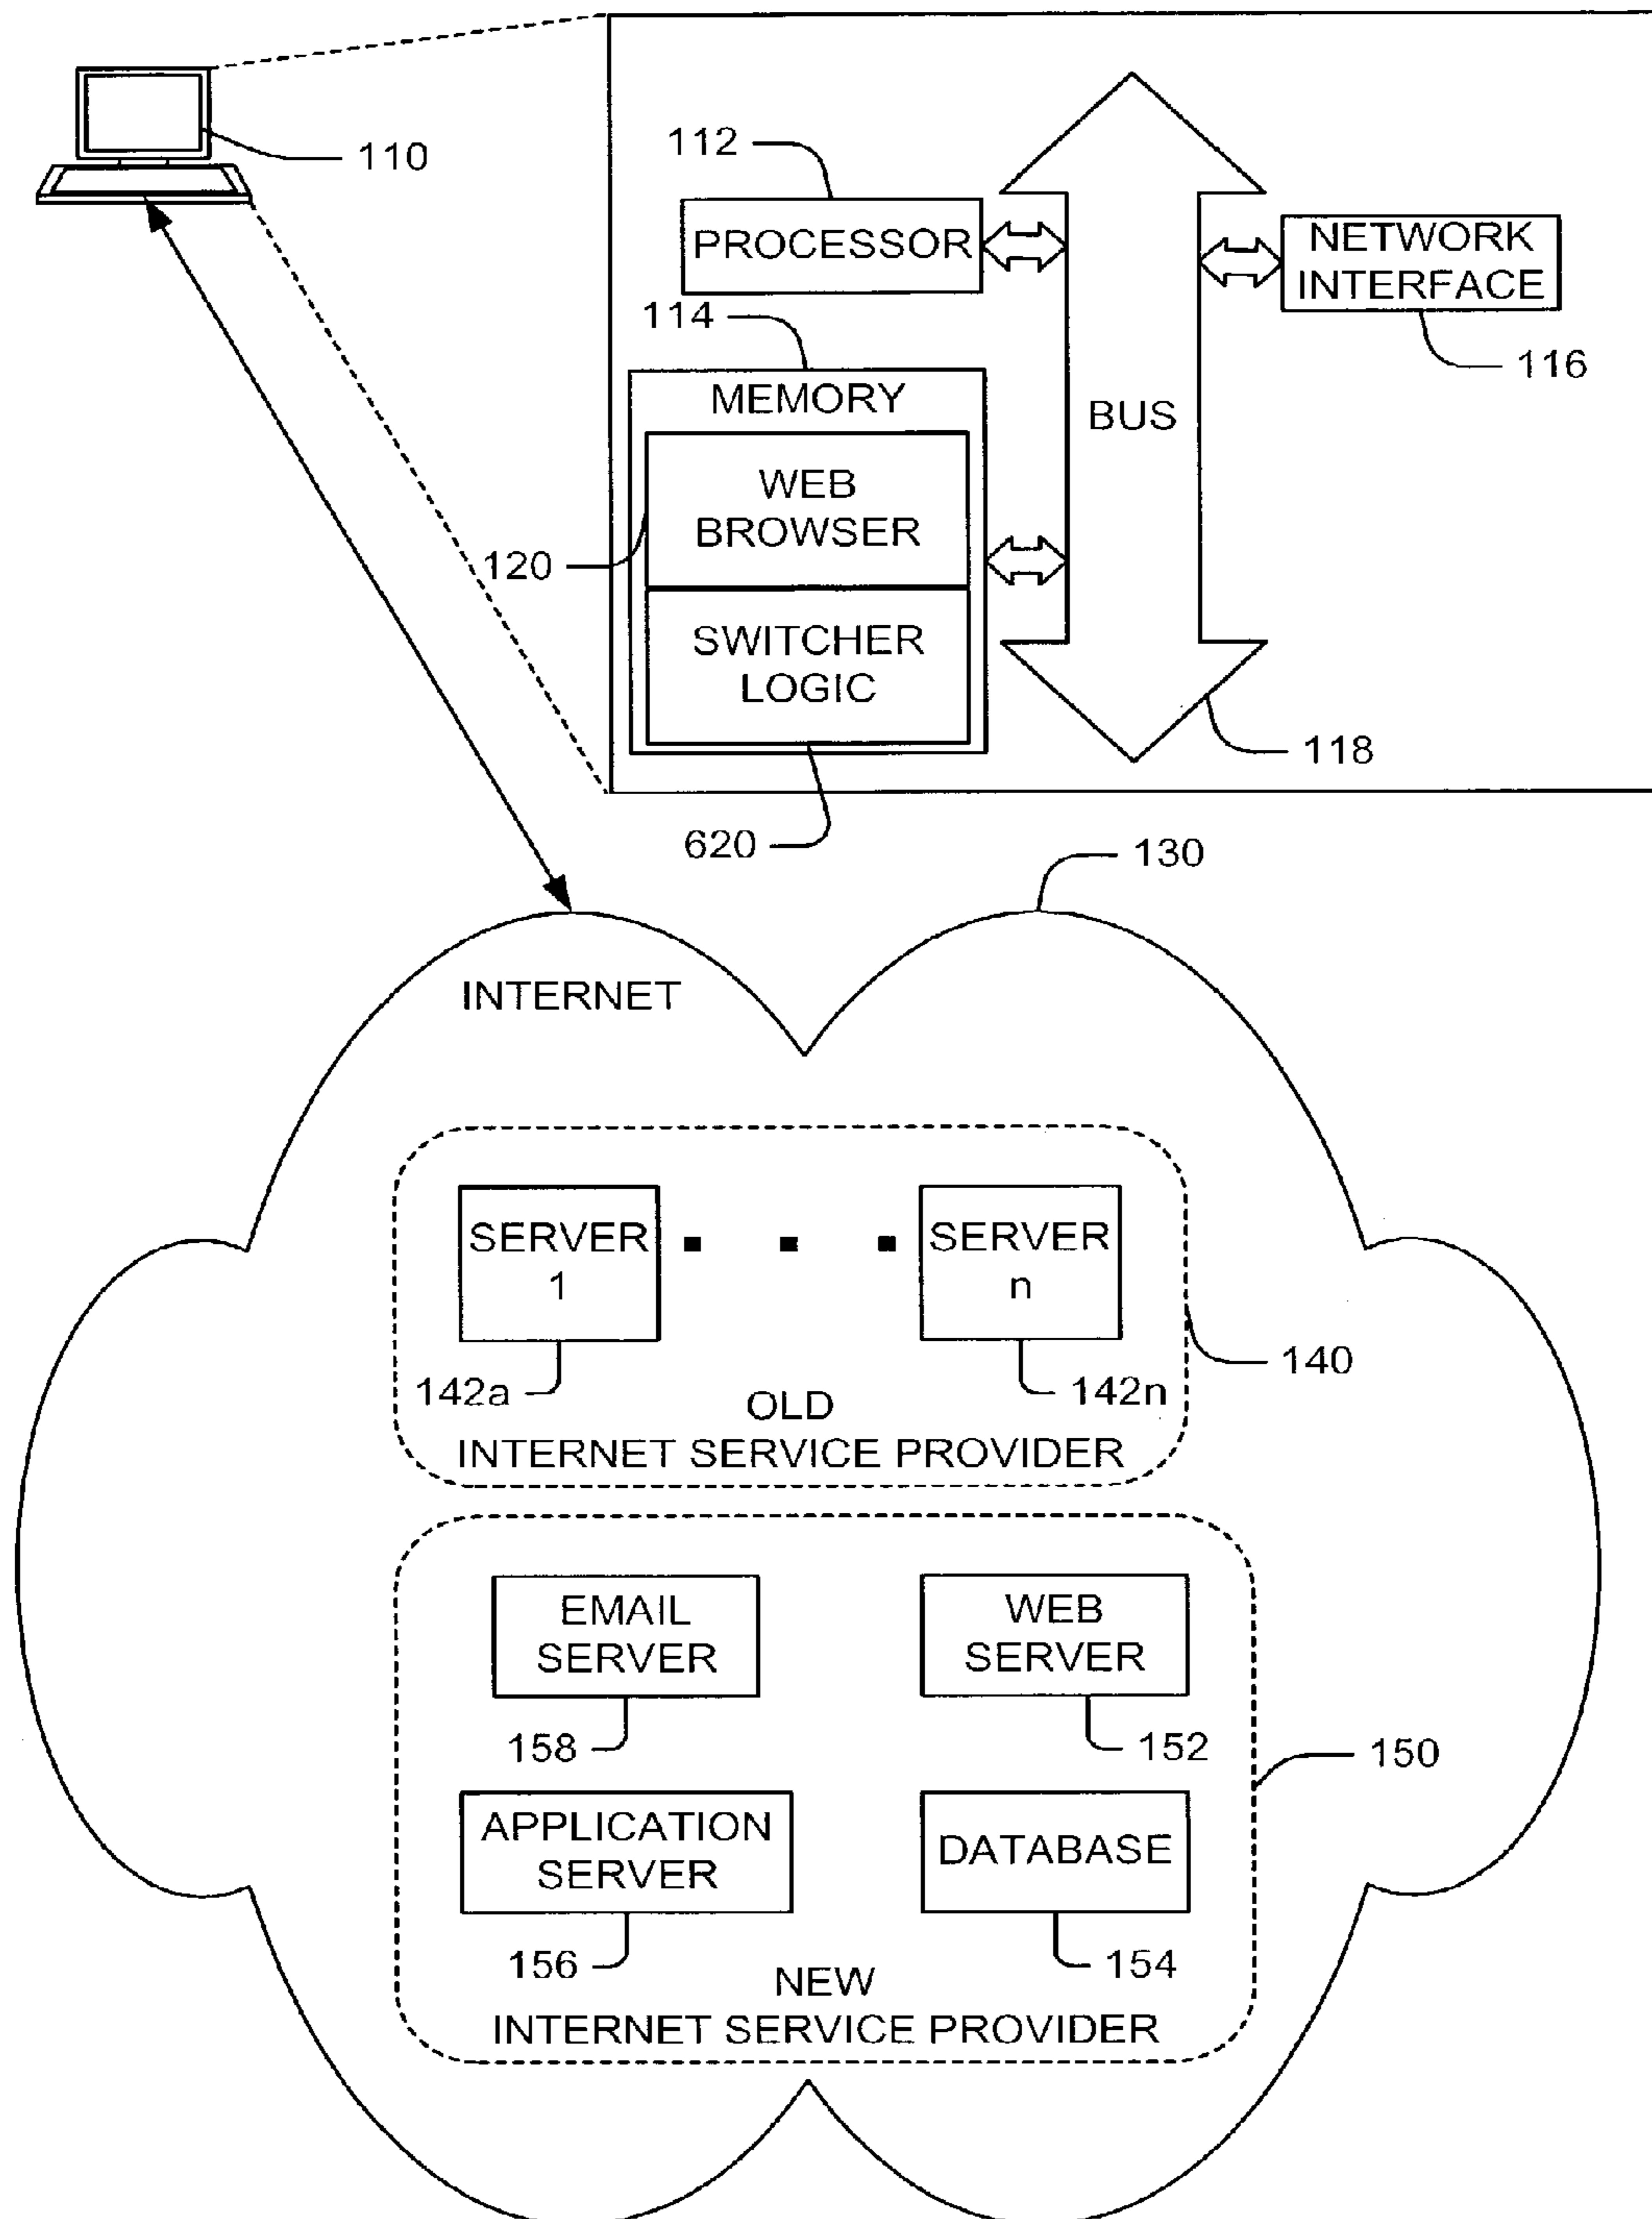 110
112
PROCESSOR
NETWORK
INTERFACE
116
114
MEMORY
BUS
WEB
BROWSER
120
SWITCHER
LOGIC
118
620
130
INTERNET
SERVER
1
SERVER
n
140
142a
142n
OLD
INTERNET SERVICE PROVIDER
EMAIL
SERVER
WEB
SERVER
158
152
150
APPLICATION
SERVER
DATABASE
156
154
NEW
INTERNET SERVICE PROVIDER